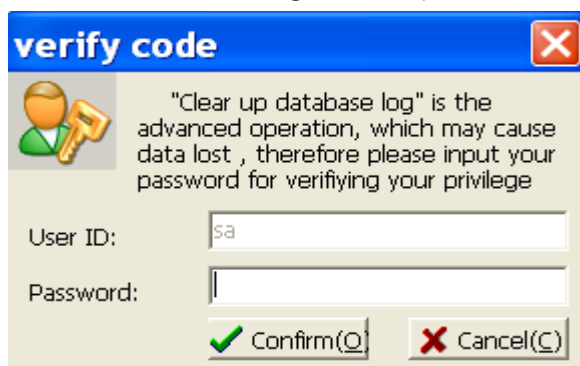 verify code
"Clear up database log" is the
advanced operation, which may cause
data lost , therefore please input your
password for verifiying your privilege
User ID:
sa
Password:
Confirm(O)
Cancel(C)